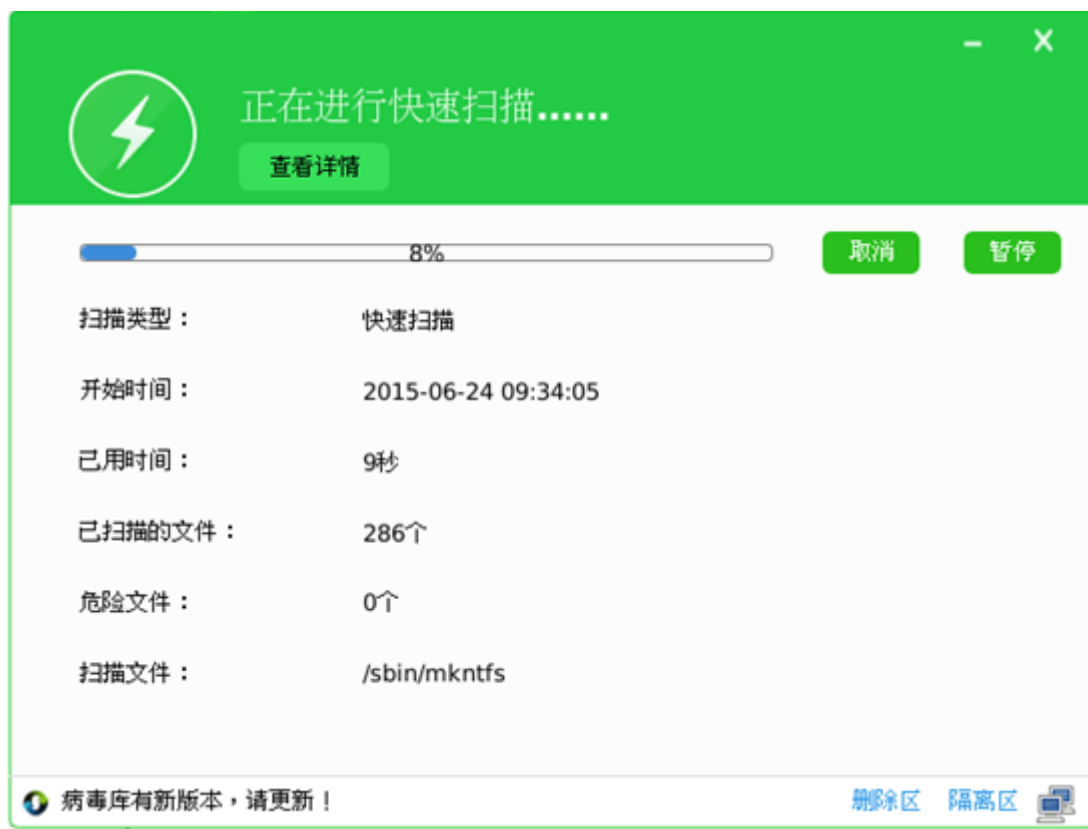 正在进行快速扫描......
查看详情
8%
取消 暂停
扫描类型： 快速扫描
开始时间： 2015-06-24 09:34:05
已用时间： 9秒
已扫描的文件： 286个
危险文件： 0个
扫描文件： /sbin/mkntfs
病毒库有新版本，请更新！ 删除区 隔离区